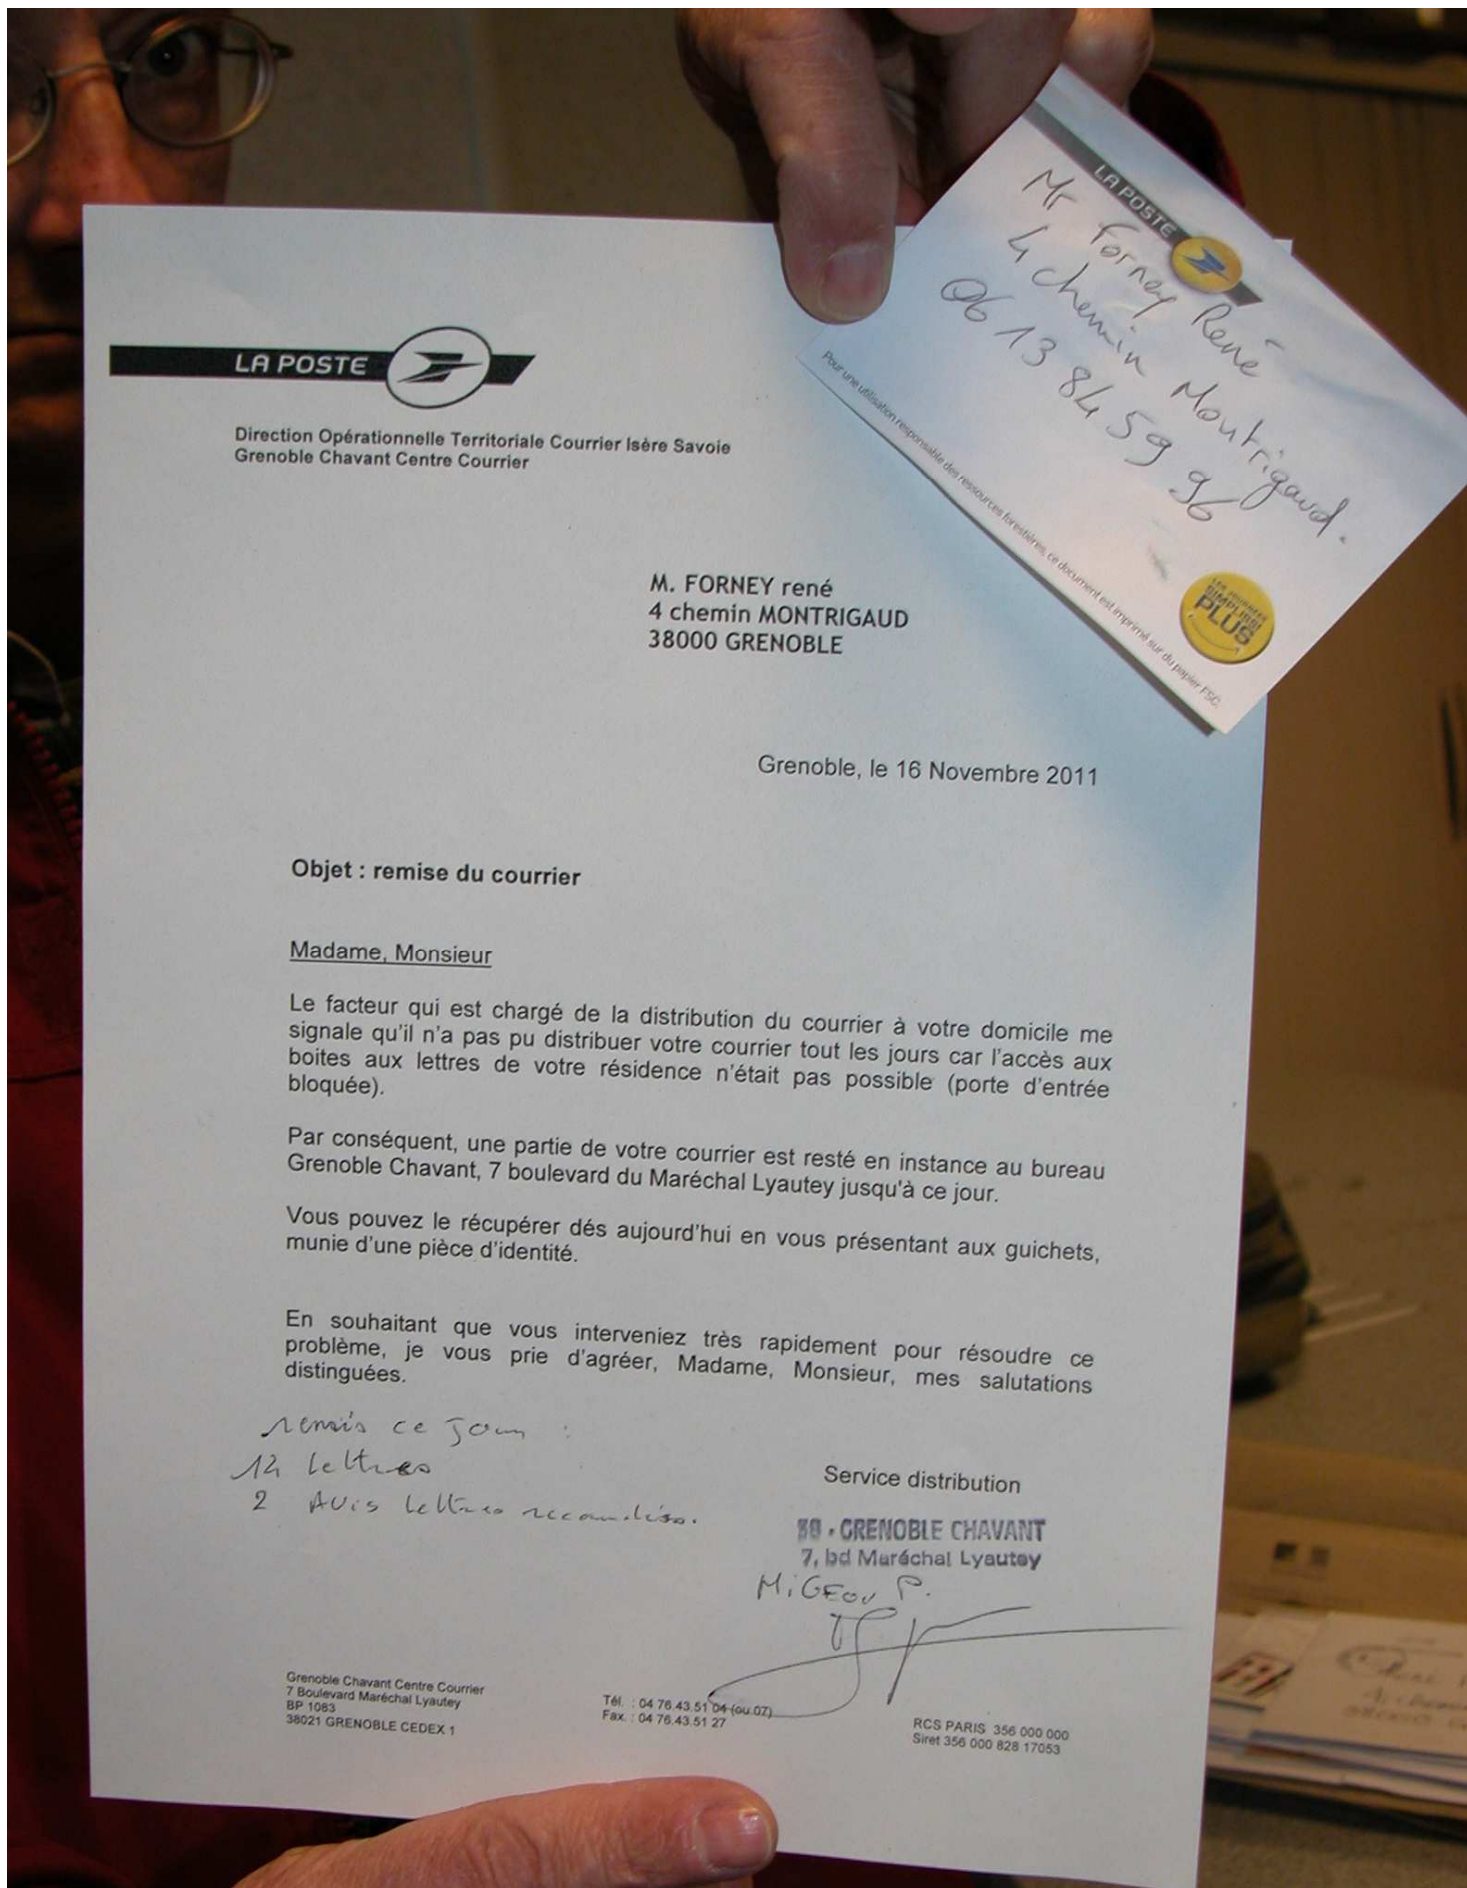 LA POSTE
Mr Forney René
4 chemin Montrigaud.
06 13 84 59 96
Pour une utilisation responsable des ressources forestières, ce document est imprimé sur du papier FSC.
LES JOURNÉES
SIMPLISSI
PLUS
LA POSTE
Direction Opérationnelle Territoriale Courrier Isère Savoie
Grenoble Chavant Centre Courrier
M. FORNEY rené
4 chemin MONTRIGAUD
38000 GRENOBLE
Grenoble, le 16 Novembre 2011
Objet : remise du courrier
Madame, Monsieur
Le facteur qui est chargé de la distribution du courrier à votre domicile me
signale qu'il n'a pas pu distribuer votre courrier tout les jours car l'accès aux
boites aux lettres de votre résidence n'était pas possible (porte d'entrée
bloquée).
Par conséquent, une partie de votre courrier est resté en instance au bureau
Grenoble Chavant, 7 boulevard du Maréchal Lyautey jusqu'à ce jour.
Vous pouvez le récupérer dés aujourd'hui en vous présentant aux guichets,
munie d'une pièce d'identité.
En souhaitant que vous interveniez très rapidement pour résoudre ce
problème, je vous prie d'agréer, Madame, Monsieur, mes salutations
distinguées.
remis ce jour :
12 lettres
2 Avis lettres recandiso.
Service distribution
38 - GRENOBLE CHAVANT
7, bd Maréchal Lyautey
MiGEON P.
Grenoble Chavant Centre Courrier
7 Boulevard Maréchal Lyautey
BP 1083
38021 GRENOBLE CEDEX 1
Tél. : 04 76.43.51 04 (ou 07)
Fax. : 04 76.43.51 27
RCS PARIS 356 000 000
Siret 356 000 828 17053